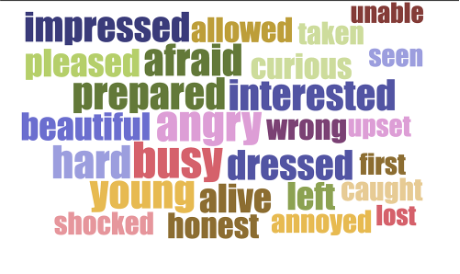 unable
impressed allowed taken
pleased afraid curious seen
prepared interested
beautiful angry wrong upset
hard busy dressed first
young alive left caught
shocked honest annoyed lost